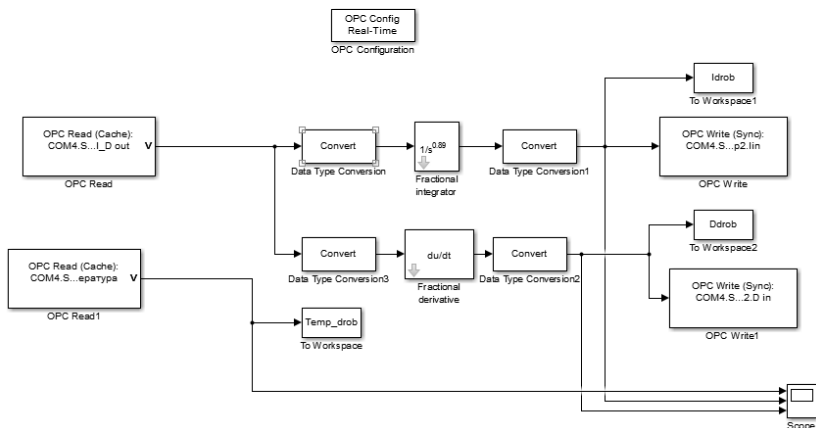 OPC Config
Real-Time
OPC Configuration
Idrob
To Workspace1
OPC Read (Cache):
COM4.S...I_D out
V
OPC Read
Convert
Data Type Conversion
1/s^0.89
Fractional
integrator
Convert
Data Type Conversion1
OPC Write (Sync):
COM4.S...p2.Iin
OPC Write
OPC Read (Cache):
COM4.S...ература
V
OPC Read1
Convert
Data Type Conversion3
du/dt
Fractional
derivative
Convert
Data Type Conversion2
Ddrob
To Workspace2
OPC Write (Sync):
COM4.S...2.D in
OPC Write1
Temp_drob
To Workspace
Scope